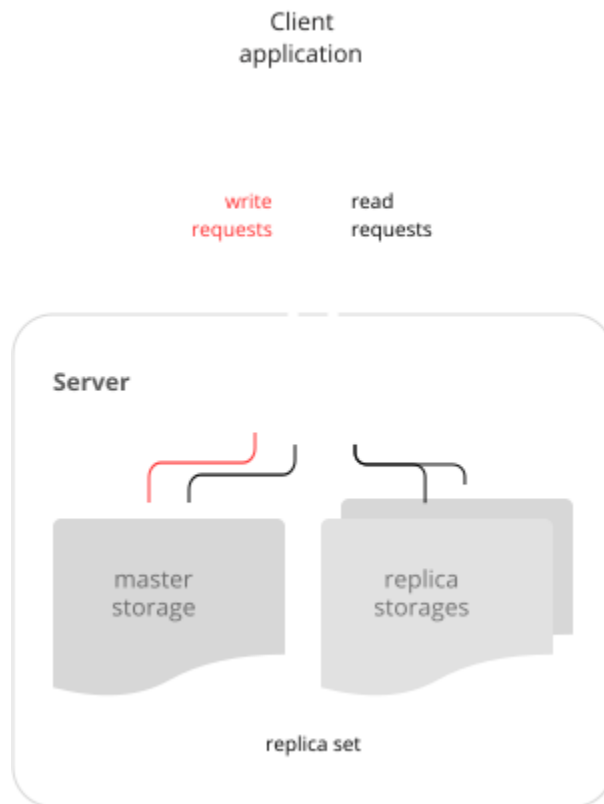 Client
application
write
requests
read
requests
Server
master
storage
replica
storages
replica set